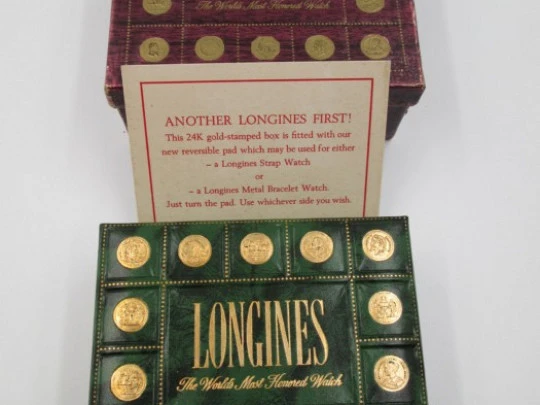 The World's Most Honored Watch
ANOTHER LONGINES FIRST!
This 24K gold-stamped box is fitted with our
new reversible pad which may be used for either
– a Longines Strap Watch
or
– a Longines Metal Bracelet Watch.
Just turn the pad. Use whichever side you wish.
LONGINES
The World's Most Honored Watch